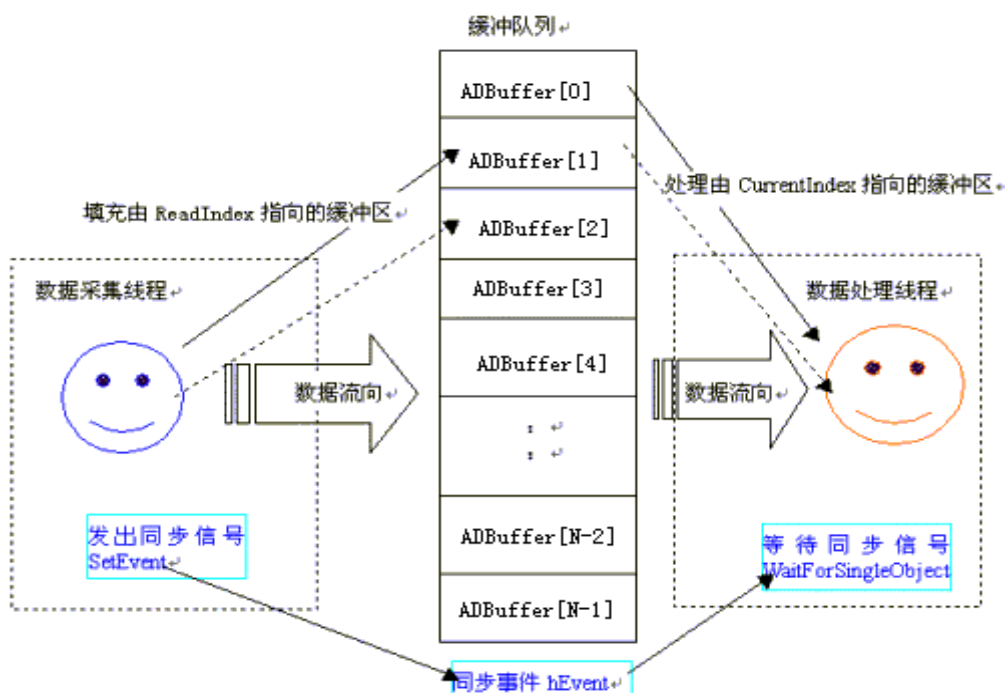 缓冲队列
ADBuffer[0]
ADBuffer[1]
处理由 CurrentIndex 指向的缓冲区
填充由 ReadIndex 指向的缓冲区
ADBuffer[2]
数据采集线程
ADBuffer[3]
数据处理线程
ADBuffer[4]
数据流向
数据流向
:
:
发出同步信号
SetEvent
ADBuffer[N-2]
等待同步信号
WaitForSingleObject
ADBuffer[N-1]
同步事件 hEvent